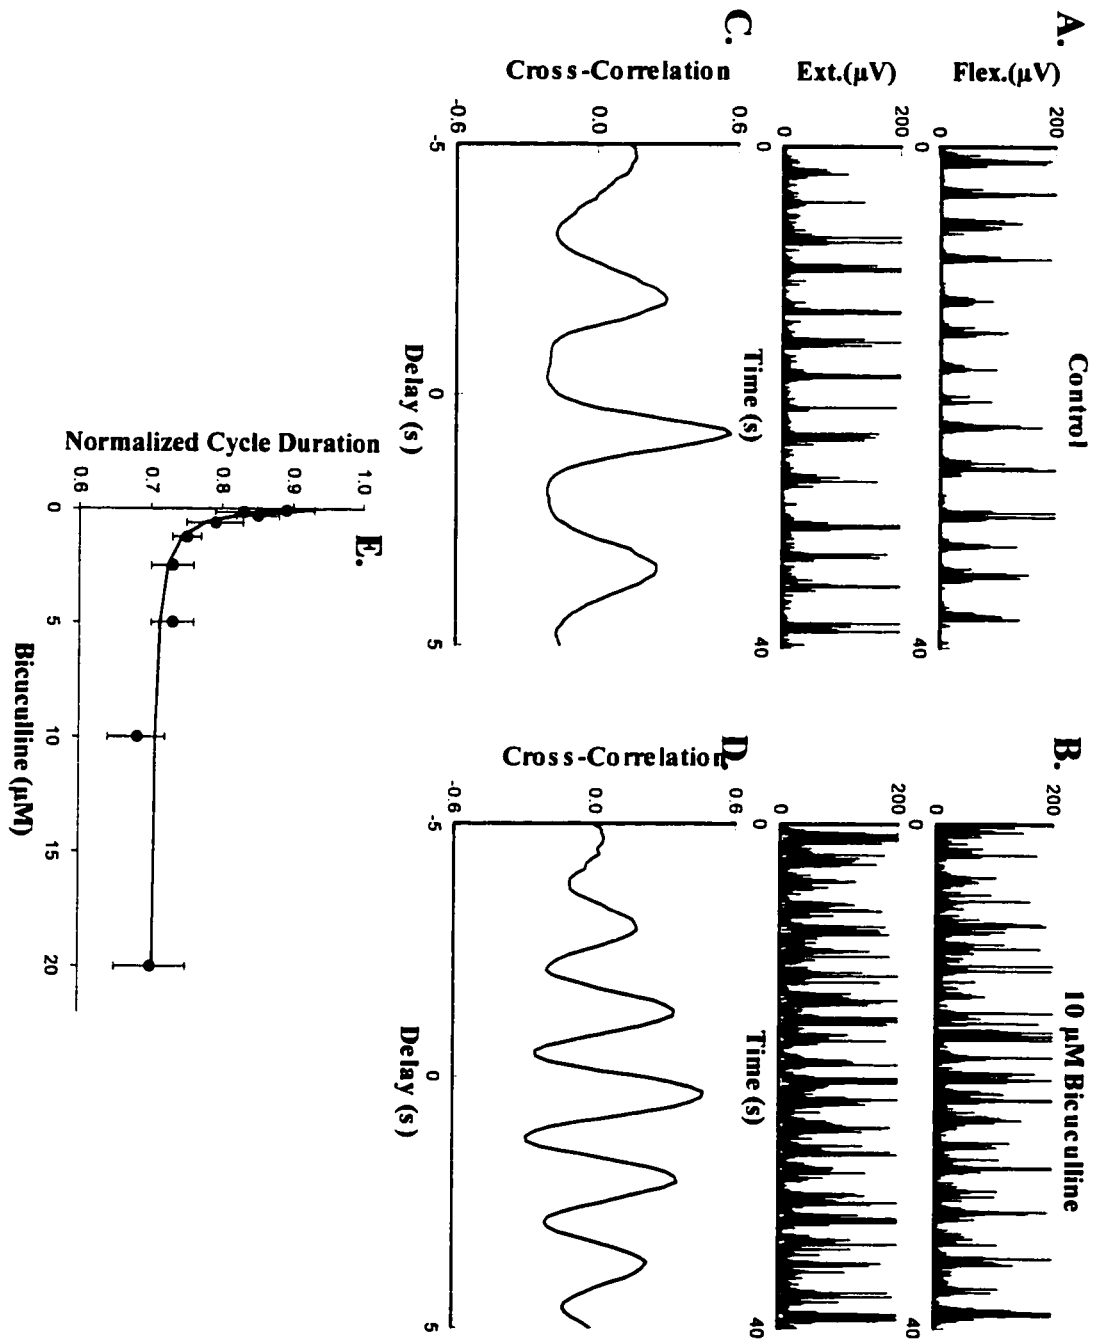 A.
Control
Flex.(µV)
200
0
0
40
Ext.(µV)
200
0
0
40
Time (s)
B.
10 µM Bicuculline
200
0
0
40
200
0
0
40
Time (s)
C.
Cross-Correlation
0.6
0.0
-0.6
-5
0
5
Delay (s)
D.
Cross-Correlation
0.6
0.0
-0.6
-5
0
5
Delay (s)
E.
Normalized Cycle Duration
1.0
0.9
0.8
0.7
0.6
0
5
10
15
20
Bicuculline (µM)